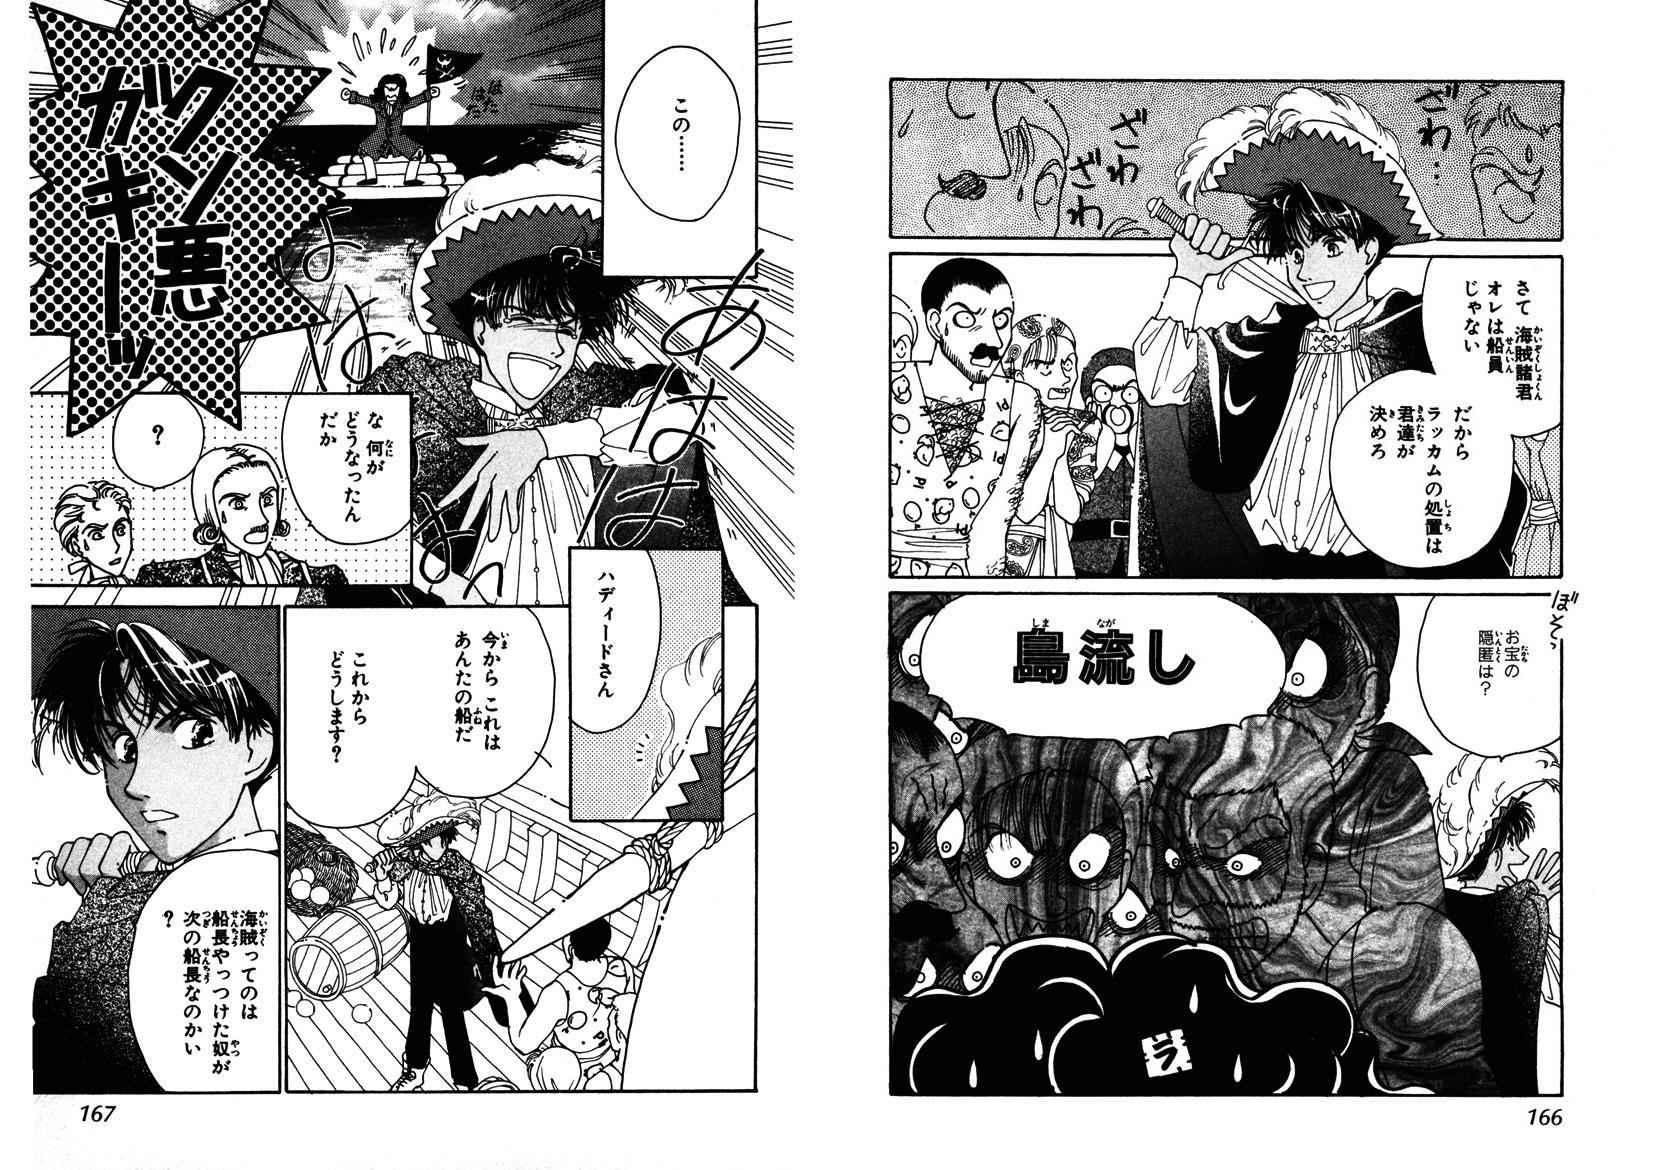 ざわ
ざわ
ざわ…
さて 海賊諸君
オレは船員
じゃない
だから
ラッカムの処置は
君達が
決めろ
ぼそっ
お宝の
隠匿は?
島流し
ラ
166
この……
はた
はた
クソ悪
ガキーッ
あはは
は
は
は
な 何が
どうなったん
だか
?
ハディードさん
今から これは
あんたの船だ
これから
どうします?
海賊ってのは
船長やっつけた奴が
次の船長なのかい
?
167